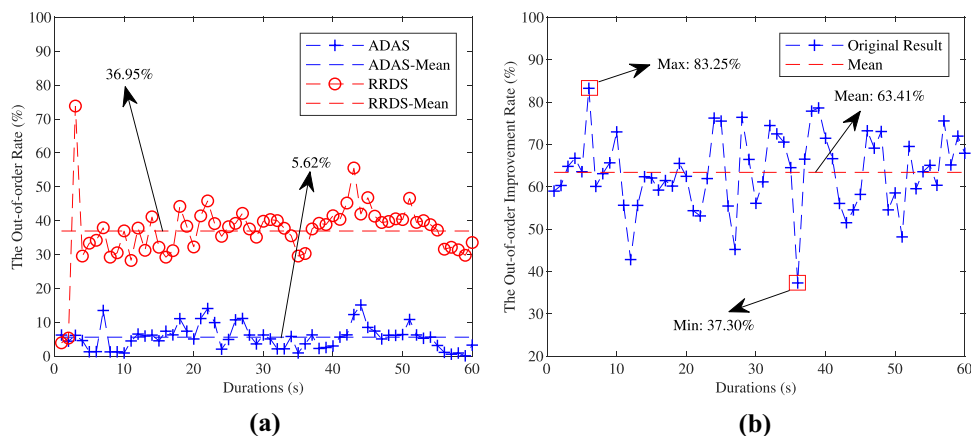 The Out-of-order Rate (%)
100
90
80
70
60
50
40
30
20
10
0
0
10
20
30
40
50
60
Durations (s)
ADAS
ADAS-Mean
RRDS
RRDS-Mean
36.95%
5.62%
(a)
The Out-of-order Improvement Rate (%)
100
90
80
70
60
50
40
30
20
0
10
20
30
40
50
60
Durations (s)
Original Result
Mean
Max: 83.25%
Mean: 63.41%
Min: 37.30%
(b)